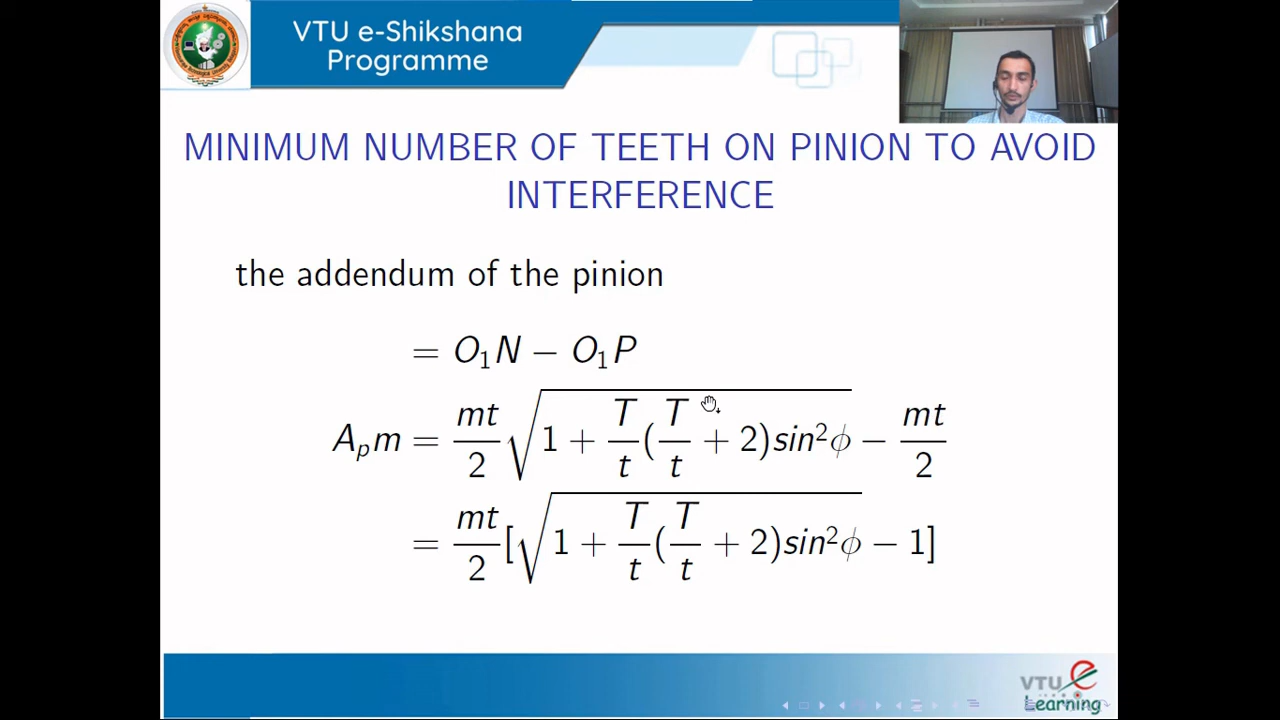 VTU e-Shikshana
Programme
MINIMUM NUMBER OF TEETH ON PINION TO AVOID
INTERFERENCE
the addendum of the pinion
= O₁N − O₁P
Aₚm = mt/2 √(1 + T/t(T/t + 2)sin²ϕ) − mt/2
= mt/2[√(1 + T/t(T/t + 2)sin²ϕ) − 1]
VTU e
Learning